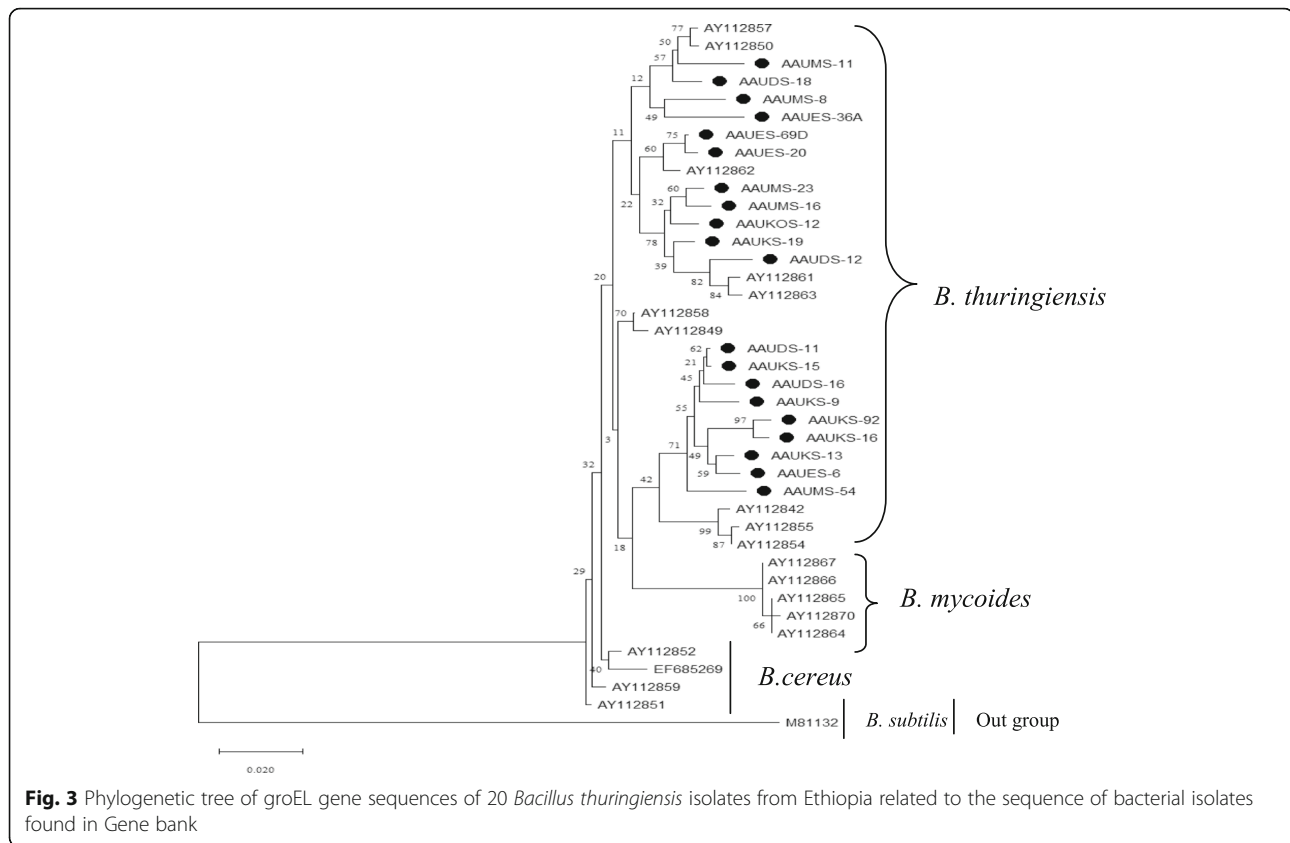 77
AY112857
50
AY112850
57
AAUMS-11
12
AAUDS-18
AAUMS-8
49
AAUES-36A
11
75
AAUES-69D
60
AAUES-20
AY112862
60
AAUMS-23
22
32
AAUMS-16
AAUKOS-12
78
AAUKS-19
39
AAUDS-12
20
82
AY112861
84
AY112863
B. thuringiensis
70
AY112858
AY112849
62
AAUDS-11
21
AAUKS-15
45
AAUDS-16
AAUKS-9
55
97
AAUKS-92
3
AAUKS-16
71
49
AAUKS-13
32
59
AAUES-6
42
AAUMS-54
AY112842
99
AY112855
18
87
AY112854
AY112867
29
AY112866
100
AY112865
B. mycoides
66
AY112870
AY112864
AY112852
40
EF685269
B.cereus
AY112859
AY112851
M81132 B. subtilis Out group
0.020
Fig. 3 Phylogenetic tree of groEL gene sequences of 20 Bacillus thuringiensis isolates from Ethiopia related to the sequence of bacterial isolates
found in Gene bank